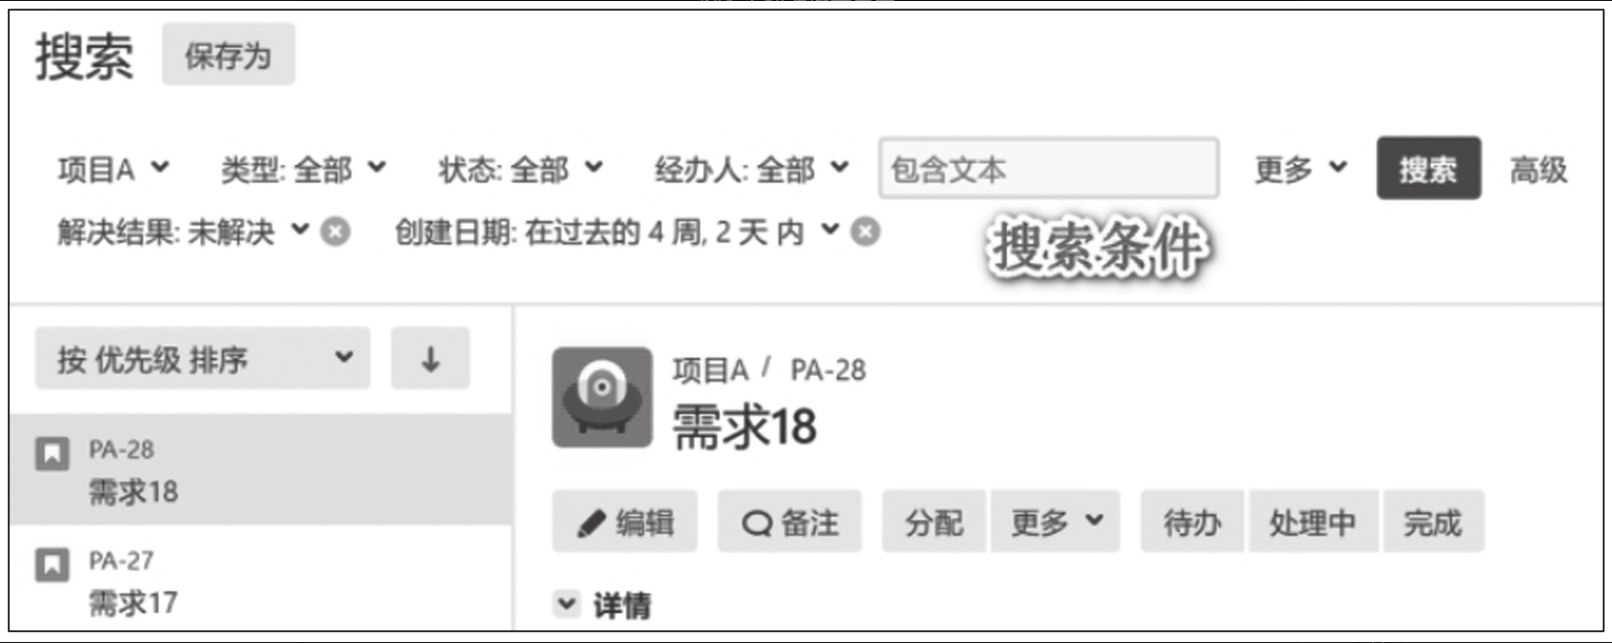 搜索 保存为
项目A 类型: 全部 状态: 全部 经办人: 全部 包含文本 更多 搜索 高级
解决结果: 未解决 创建日期: 在过去的 4 周, 2 天 内
搜索条件
按 优先级 排序
PA-28
需求18
PA-27
需求17
项目A / PA-28
需求18
编辑 备注 分配 更多 待办 处理中 完成
详情